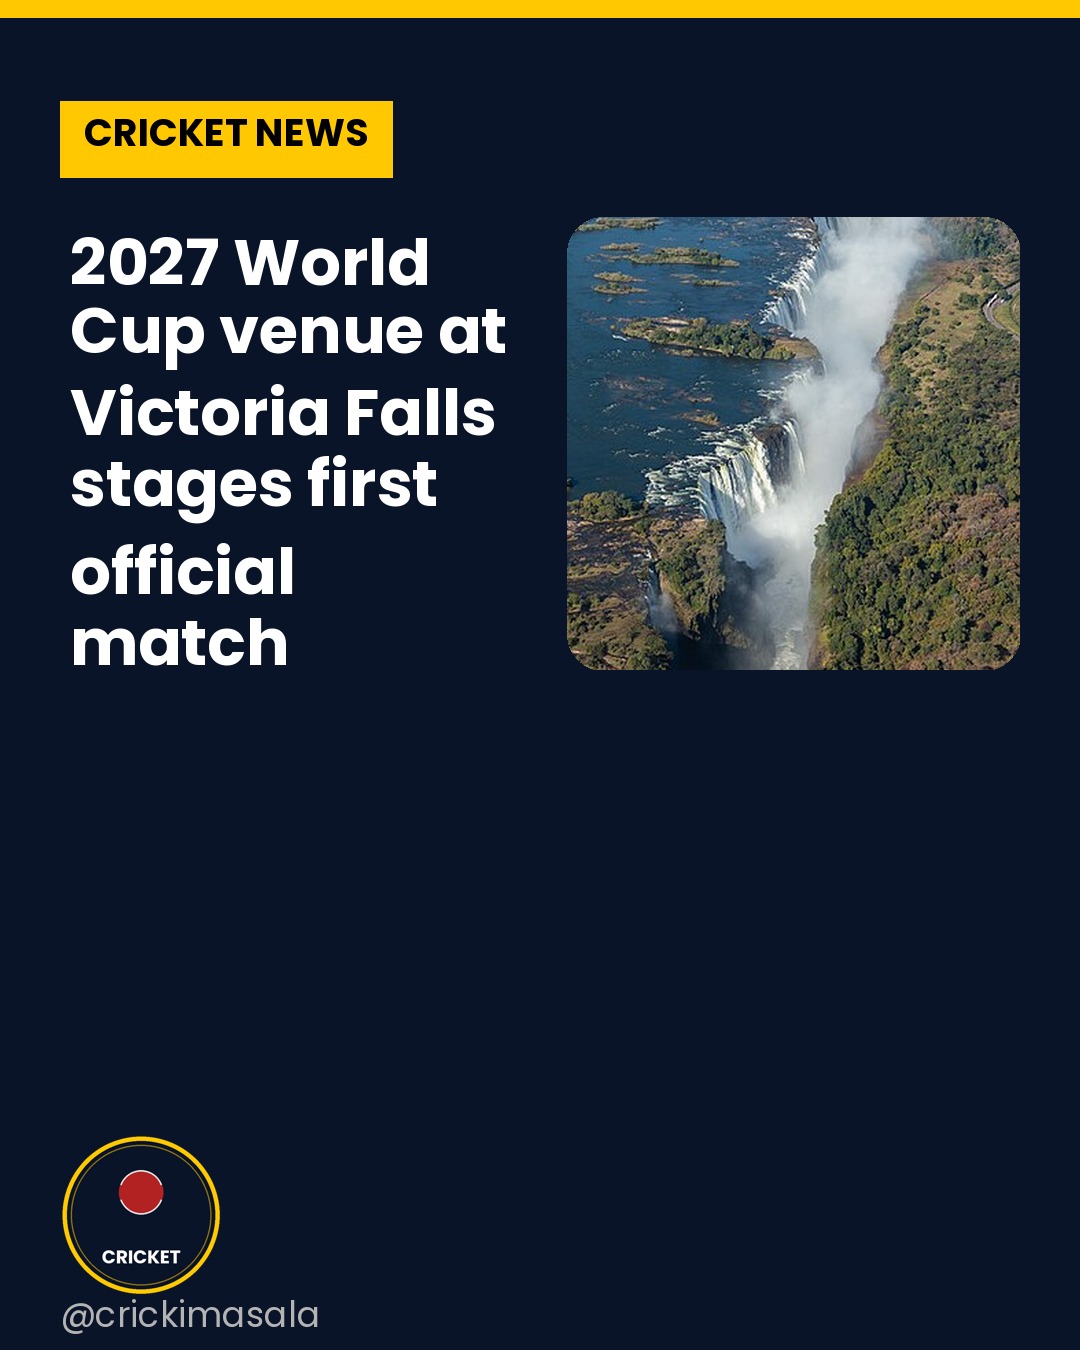 CRICKET NEWS
2027 World
Cup venue at
Victoria Falls
stages first
official
match
CRICKET
@crickimasala